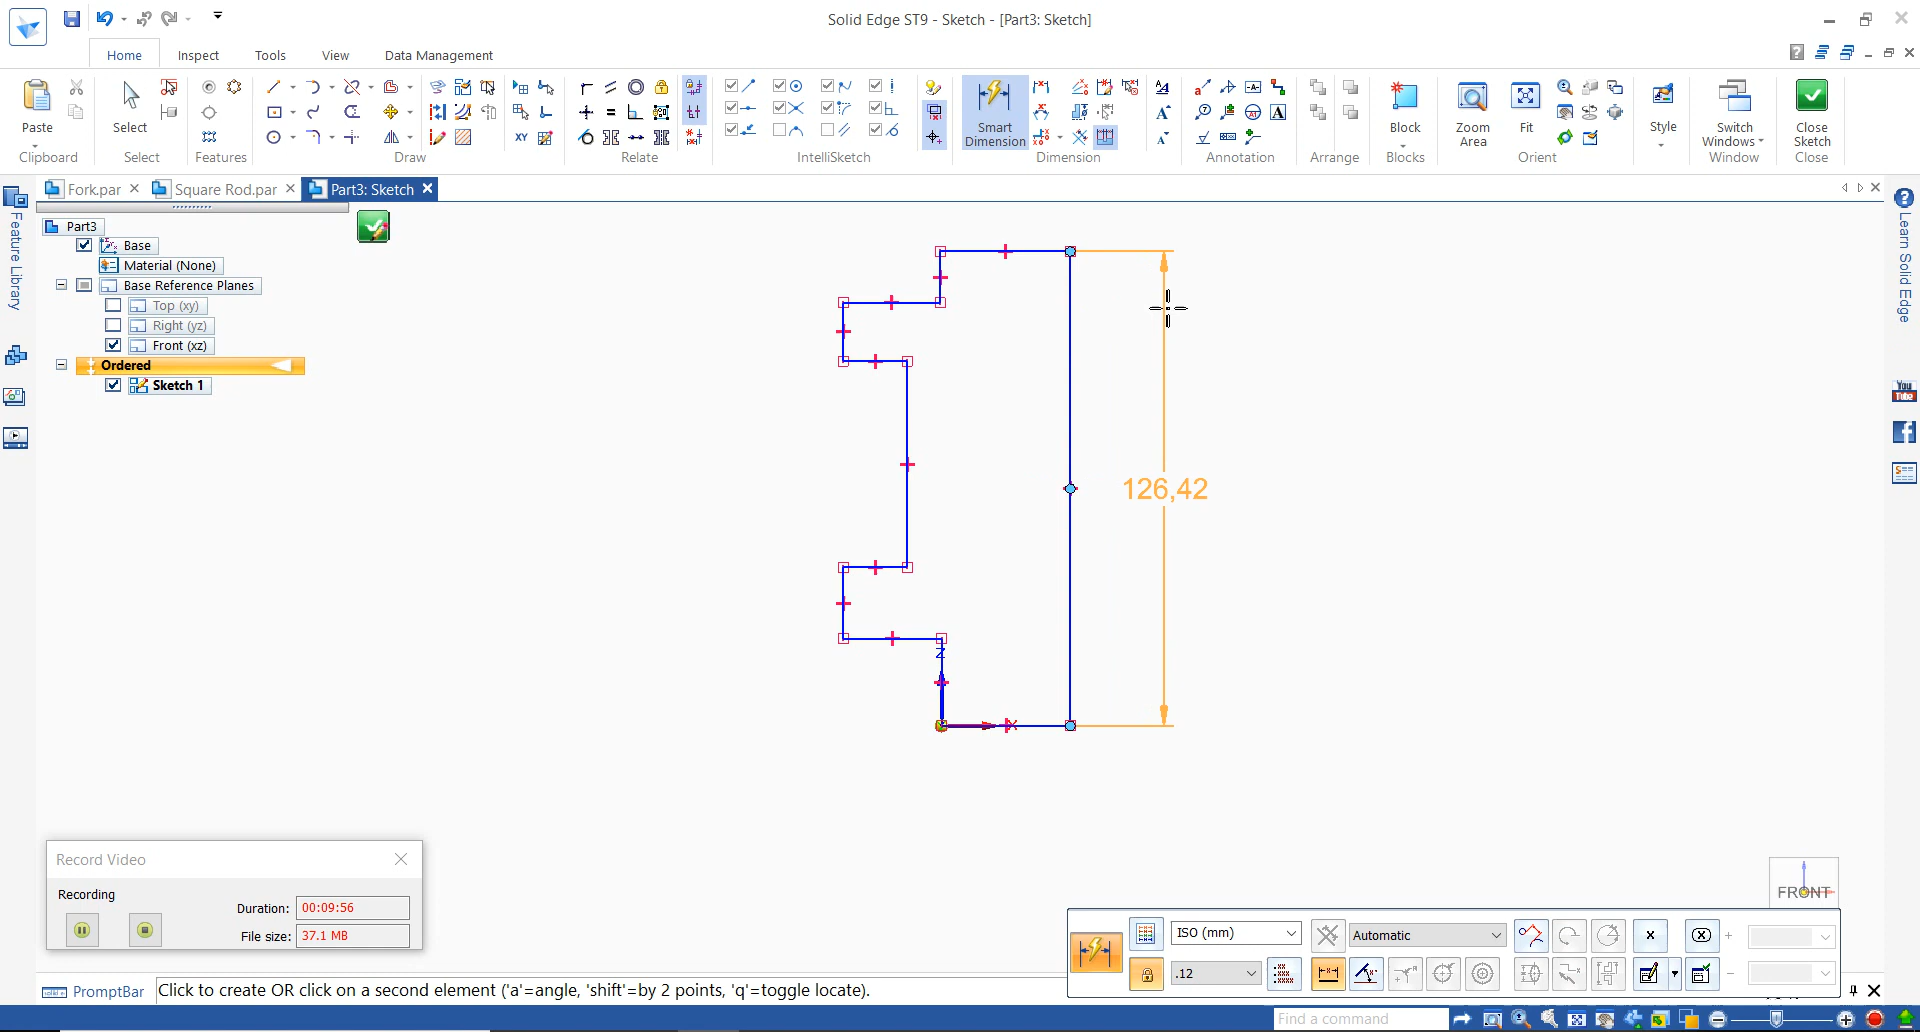 Solid Edge ST9 - Sketch - [Part3: Sketch]
Home
Inspect
Tools
View
Data Management
Paste
Clipboard
Select
Select
Features
Draw
Relate
IntelliSketch
Smart Dimension
Dimension
Annotation
Arrange
Block
Blocks
Zoom Area
Fit
Orient
Style
Switch Windows
Window
Close Sketch
Close
XY
Fork.par
Square Rod.par
Part3: Sketch
Feature Library
Part3
Base
Material (None)
Base Reference Planes
Top (xy)
Right (yz)
Front (xz)
Ordered
Sketch 1
Learn Solid Edge
You Tube
126,42
Z
X
FRONT
Record Video
Recording
Duration: 00:09:56
File size: 37.1 MB
ISO (mm)
Automatic
.12
PromptBar
Click to create OR click on a second element ('a'=angle, 'shift'=by 2 points, 'q'=toggle locate).
Find a command